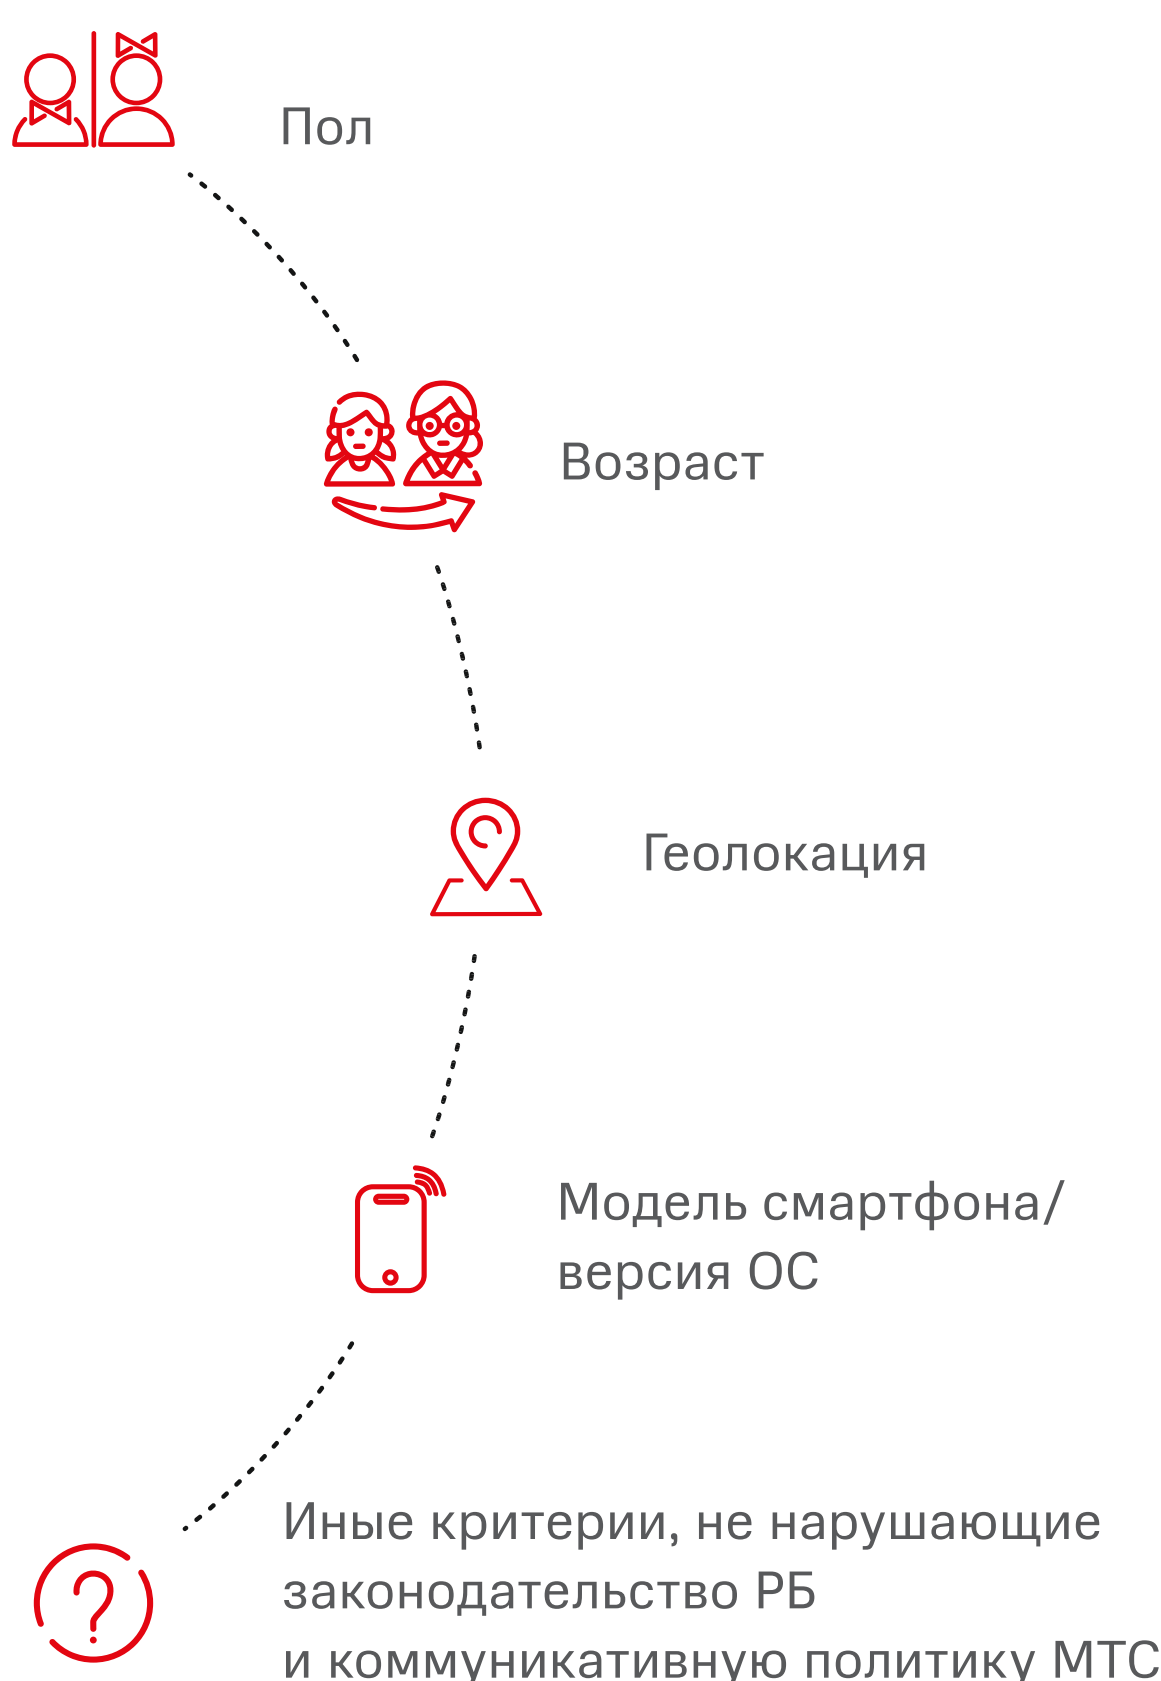 Пол
Возраст
Геолокация
Модель смартфона/
версия ОС
Иные критерии, не нарушающие
законодательство РБ
и коммуникативную политику МТС